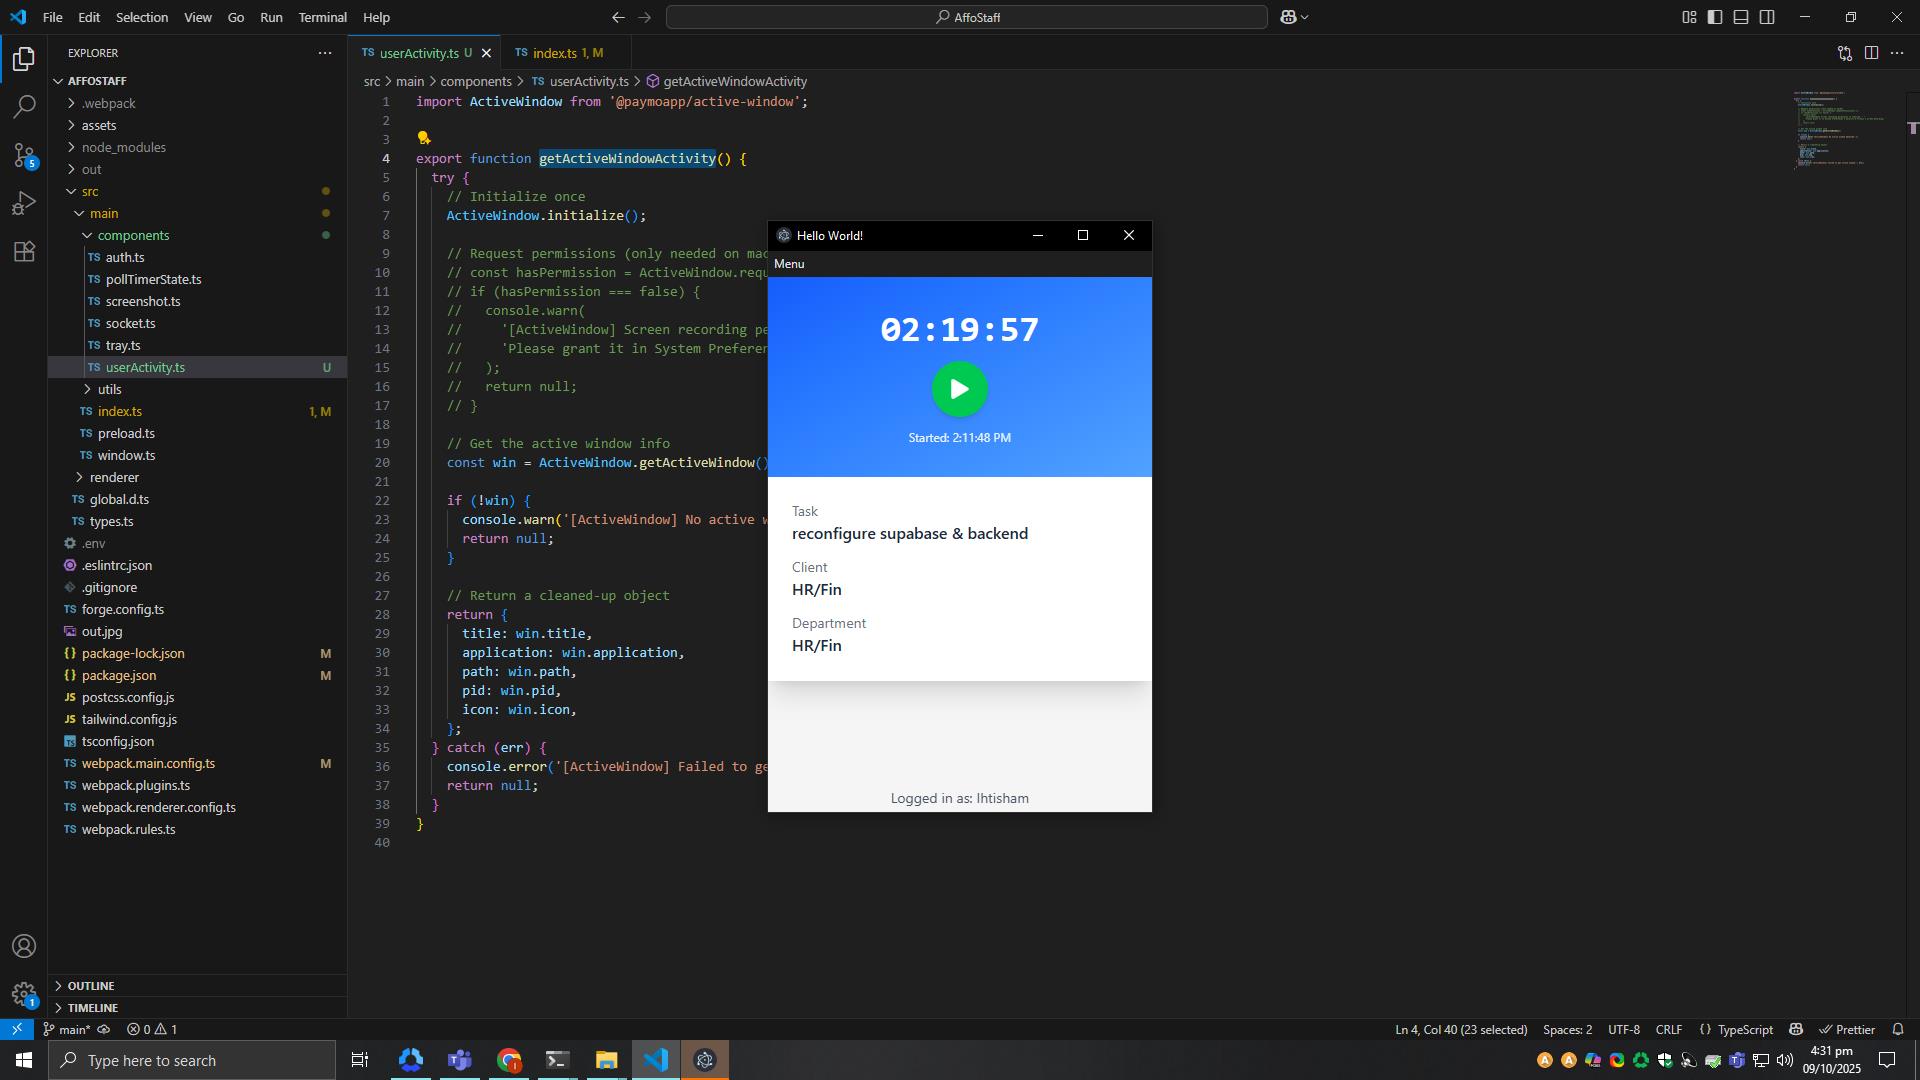 File Edit Selection View Go Run Terminal Help
AffoStaff
EXPLORER
AFFOSTAFF
.webpack
assets
node_modules
out
src
main
components
TS auth.ts
TS pollTimerState.ts
TS screenshot.ts
TS socket.ts
TS tray.ts
TS userActivity.ts U
utils
TS index.ts 1, M
TS preload.ts
TS window.ts
renderer
TS global.d.ts
TS types.ts
.env
.eslintrc.json
.gitignore
TS forge.config.ts
out.jpg
{} package-lock.json M
{} package.json M
JS postcss.config.js
JS tailwind.config.js
tsconfig.json
TS webpack.main.config.ts M
TS webpack.plugins.ts
TS webpack.renderer.config.ts
TS webpack.rules.ts
OUTLINE
TIMELINE
5
1
TS userActivity.ts U
TS index.ts 1, M
src > main > components > TS userActivity.ts > getActiveWindowActivity
1 import ActiveWindow from '@paymoapp/active-window';
2
3
4 export function getActiveWindowActivity() {
5 try {
6 // Initialize once
7 ActiveWindow.initialize();
8
9 // Request permissions (only needed on mac
10 // const hasPermission = ActiveWindow.requ
11 // if (hasPermission === false) {
12 // console.warn(
13 // '[ActiveWindow] Screen recording pe
14 // 'Please grant it in System Preferen
15 // );
16 // return null;
17 // }
18
19 // Get the active window info
20 const win = ActiveWindow.getActiveWindow()
21
22 if (!win) {
23 console.warn('[ActiveWindow] No active w
24 return null;
25 }
26
27 // Return a cleaned-up object
28 return {
29 title: win.title,
30 application: win.application,
31 path: win.path,
32 pid: win.pid,
33 icon: win.icon,
34 };
35 } catch (err) {
36 console.error('[ActiveWindow] Failed to ge
37 return null;
38 }
39 }
40
Hello World!
Menu
02:19:57
Started: 2:11:48 PM
Task
reconfigure supabase & backend
Client
HR/Fin
Department
HR/Fin
Logged in as: Ihtisham
main* 0 1
Ln 4, Col 40 (23 selected) Spaces: 2 UTF-8 CRLF {} TypeScript Prettier
Type here to search
4:31 pm
09/10/2025